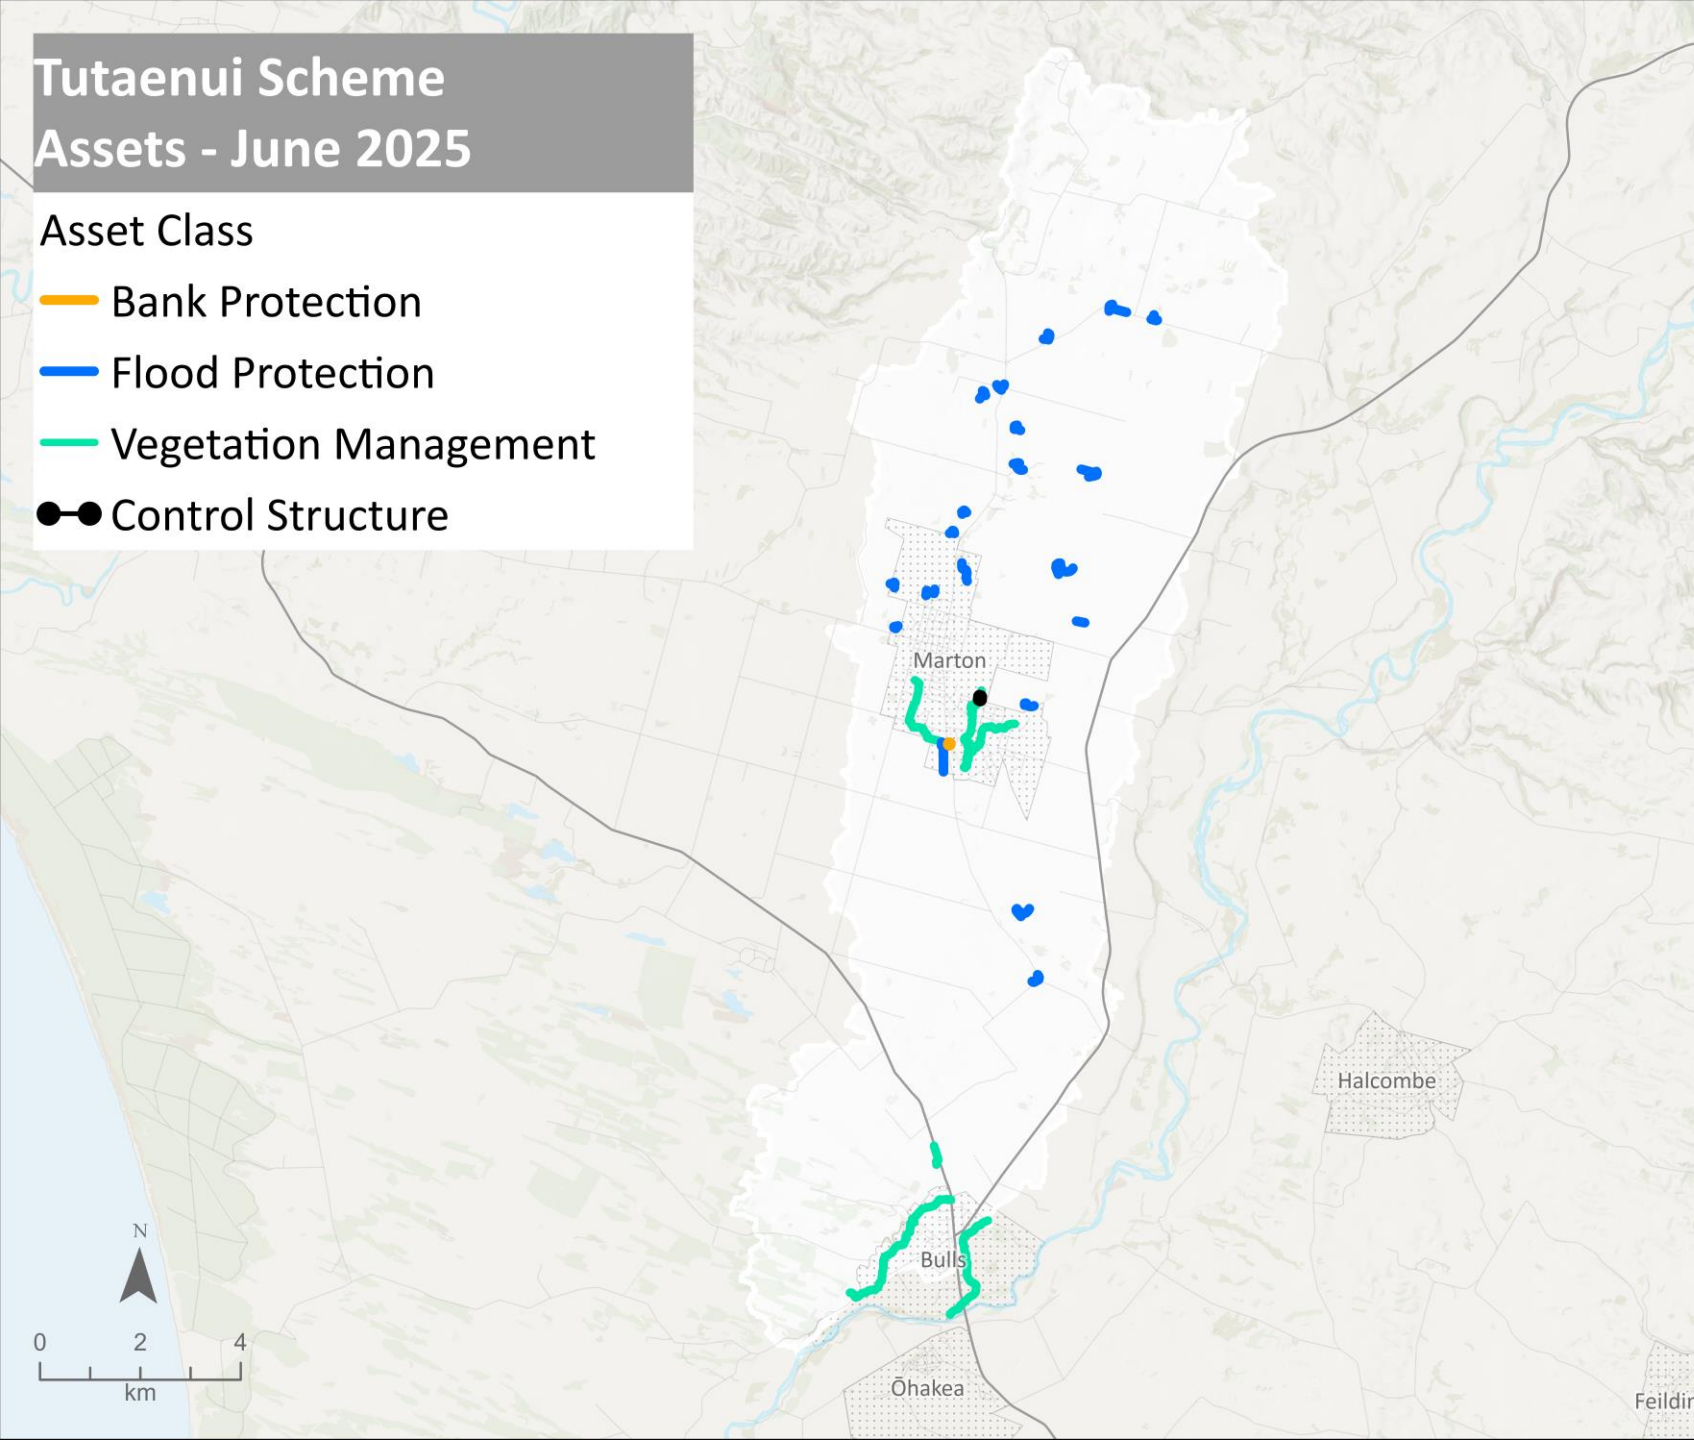 Tutaenui Scheme
Assets - June 2025
Asset Class
Bank Protection
Flood Protection
Vegetation Management
Control Structure
Marton
Halcombe
Bulls
Ōhakea
Feildin
N
0 2 4
km